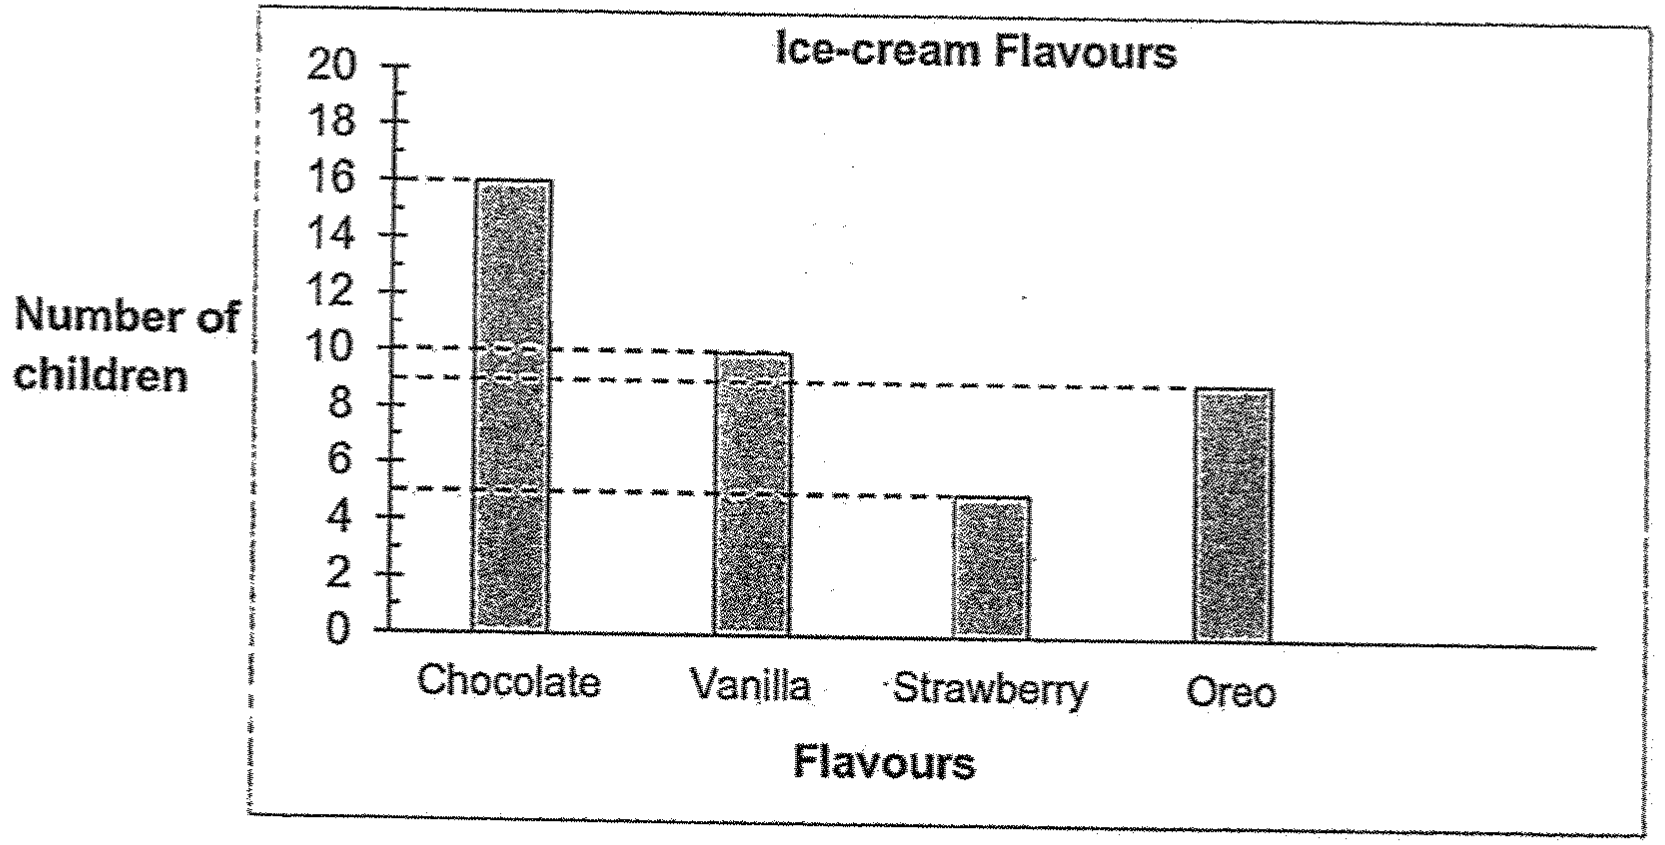 Ice-cream Flavours
20
18
16
14
12
10
8
6
4
2
0
Number of
children
Chocolate Vanilla Strawberry Oreo
Flavours